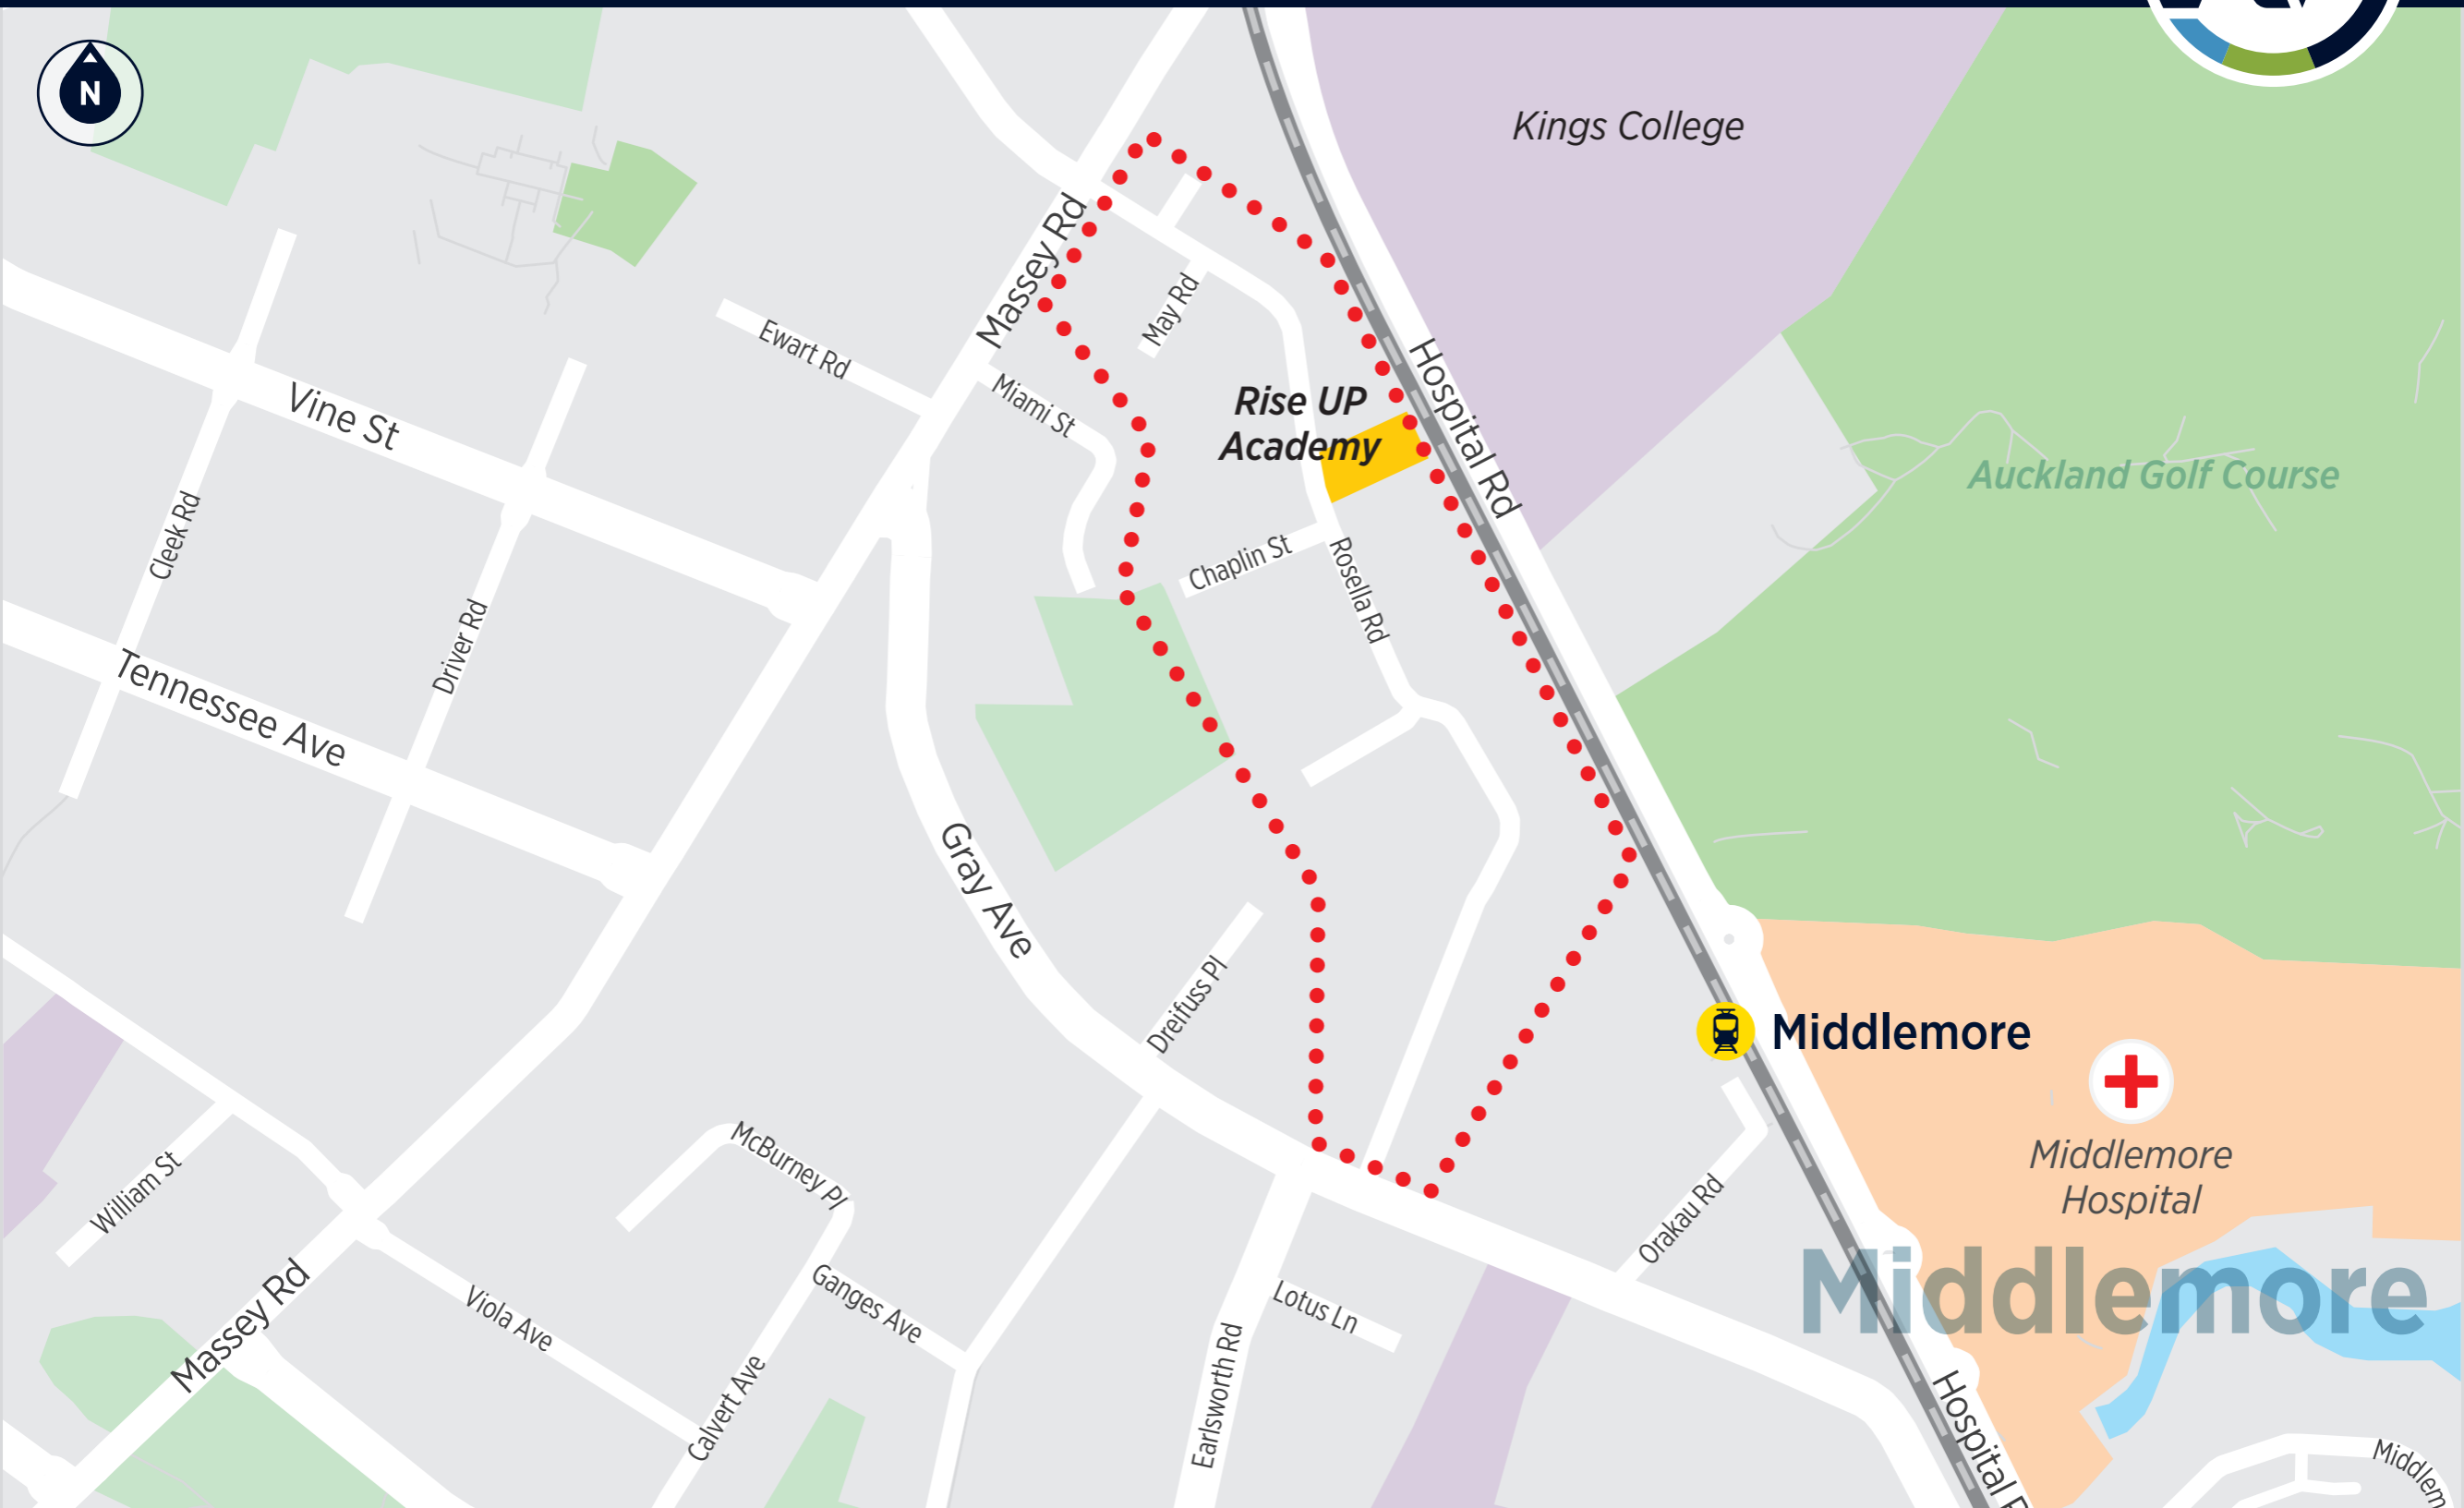 N
Kings College
Massey Rd
May Rd
Ewart Rd
Miami St
Hospital Rd
Rise UP
Academy
Vine St
Auckland Golf Course
Cleek Rd
Chaplin St
Rosella Rd
Driver Rd
Tennessee Ave
Gray Ave
Dreifuss Pl
Middlemore
McBurney Pl
Middlemore
Hospital
William St
Orakau Rd
Middlemore
Massey Rd
Viola Ave
Ganges Ave
Lotus Ln
Calvert Ave
Earlsworth Rd
Hospital R
Middlem